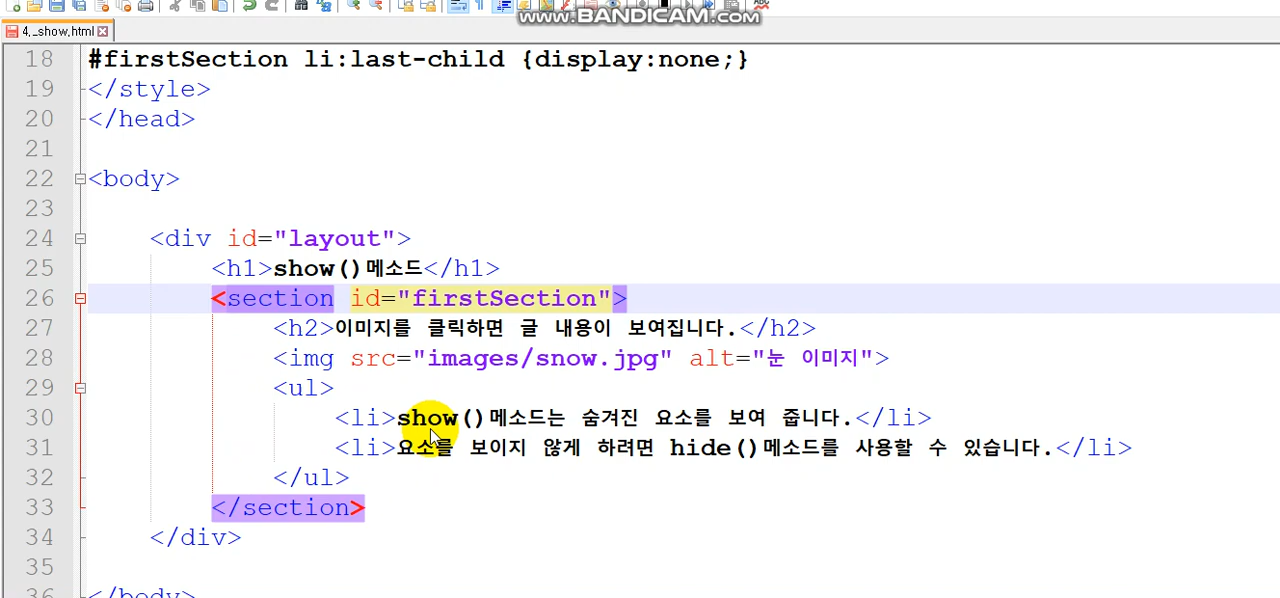 www.BANDICAM.com
4,_show,html
18 #firstSection li:last-child {display:none;}
19 </style>
20 </head>
21
22 <body>
23
24 <div id="layout">
25 <h1>show()메소드</h1>
26 <section id="firstSection">
27 <h2>이미지를 클릭하면 글 내용이 보여집니다.</h2>
28 <img src="images/snow.jpg" alt="눈 이미지">
29 <ul>
30 <li>show()메소드는 숨겨진 요소를 보여 줍니다.</li>
31 <li>요소를 보이지 않게 하려면 hide()메소드를 사용할 수 있습니다.</li>
32 </ul>
33 </section>
34 </div>
35
36 </body>